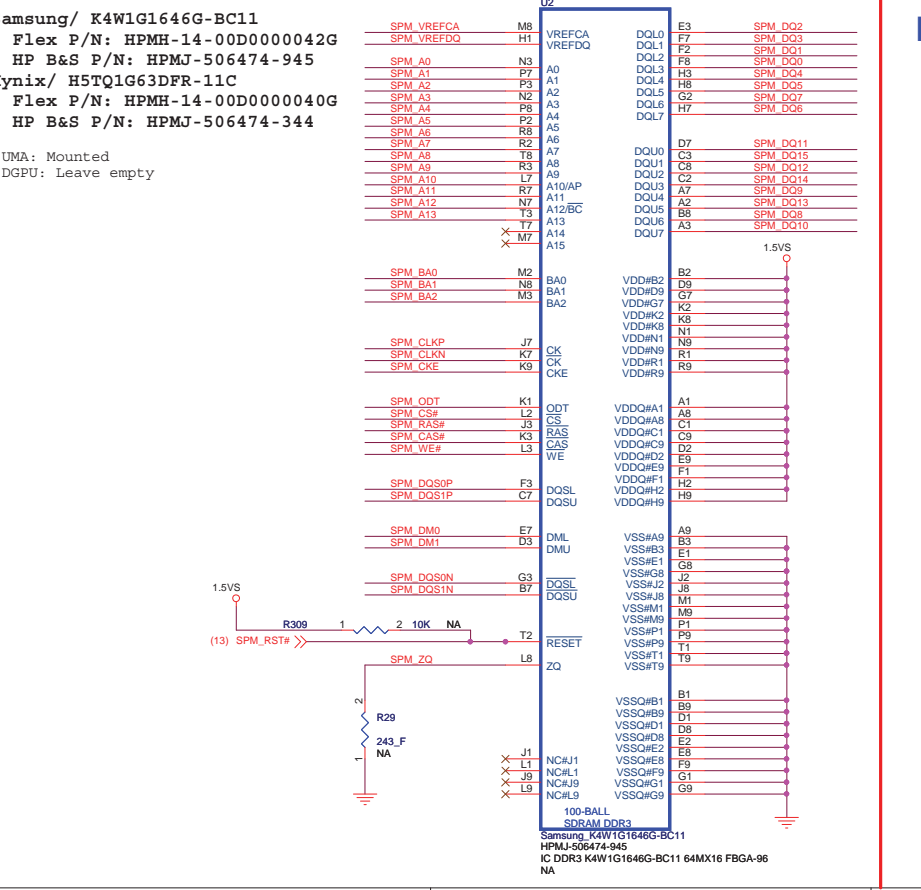 Samsung/ K4W1G1646G-BC11
Flex P/N: HPMH-14-00D0000042G
HP B&S P/N: HPMJ-506474-945
ynix/ H5TQ1G63DFR-11C
Flex P/N: HPMH-14-00D0000040G
HP B&S P/N: HPMJ-506474-344
UMA: Mounted
DGPU: Leave empty
U2
SPM_VREFCA M8 VREFCA
SPM_VREFDQ H1 VREFDQ
SPM_A0 N3 A0
SPM_A1 P7 A1
SPM_A2 P3 A2
SPM_A3 N2 A3
SPM_A4 P8 A4
SPM_A5 P2 A5
SPM_A6 R8 A6
SPM_A7 R2 A7
SPM_A8 T8 A8
SPM_A9 R3 A9
SPM_A10 L7 A10/AP
SPM_A11 R7 A11
SPM_A12 N7 A12/BC
SPM_A13 T3 A13
T7 A14
M7 A15
SPM_BA0 M2 BA0
SPM_BA1 N8 BA1
SPM_BA2 M3 BA2
SPM_CLKP J7 CK
SPM_CLKN K7 CK
SPM_CKE K9 CKE
SPM_ODT K1 ODT
SPM_CS# L2 CS
SPM_RAS# J3 RAS
SPM_CAS# K3 CAS
SPM_WE# L3 WE
SPM_DQS0P F3 DQSL
SPM_DQS1P C7 DQSU
SPM_DM0 E7 DML
SPM_DM1 D3 DMU
SPM_DQS0N G3 DQSL
SPM_DQS1N B7 DQSU
1.5VS
R309 1 2 10K NA
(13) SPM_RST# T2 RESET
SPM_ZQ L8 ZQ
2
R29
243_F
NA
1
J1 NC#J1
L1 NC#L1
J9 NC#J9
L9 NC#L9
DQL0 E3 SPM_DQ2
DQL1 F7 SPM_DQ3
DQL2 F2 SPM_DQ1
DQL3 F8 SPM_DQ0
DQL4 H3 SPM_DQ4
DQL5 H8 SPM_DQ5
DQL6 G2 SPM_DQ7
DQL7 H7 SPM_DQ6
DQU0 D7 SPM_DQ11
DQU1 C3 SPM_DQ15
DQU2 C8 SPM_DQ12
DQU3 C2 SPM_DQ14
DQU4 A7 SPM_DQ9
DQU5 A2 SPM_DQ13
DQU6 B8 SPM_DQ8
DQU7 A3 SPM_DQ10
1.5VS
VDD#B2 B2
VDD#D9 D9
VDD#G7 G7
VDD#K2 K2
VDD#K8 K8
VDD#N1 N1
VDD#N9 N9
VDD#R1 R1
VDD#R9 R9
VDDQ#A1 A1
VDDQ#A8 A8
VDDQ#C1 C1
VDDQ#C9 C9
VDDQ#D2 D2
VDDQ#E9 E9
VDDQ#F1 F1
VDDQ#H2 H2
VDDQ#H9 H9
VSS#A9 A9
VSS#B3 B3
VSS#E1 E1
VSS#G8 G8
VSS#J2 J2
VSS#J8 J8
VSS#M1 M1
VSS#M9 M9
VSS#P1 P1
VSS#P9 P9
VSS#T1 T1
VSS#T9 T9
VSSQ#B1 B1
VSSQ#B9 B9
VSSQ#D1 D1
VSSQ#D8 D8
VSSQ#E2 E2
VSSQ#E8 E8
VSSQ#F9 F9
VSSQ#G1 G1
VSSQ#G9 G9
100-BALL
SDRAM DDR3
Samsung_K4W1G1646G-BC11
HPMJ-506474-945
IC DDR3 K4W1G1646G-BC11 64MX16 FBGA-96
NA